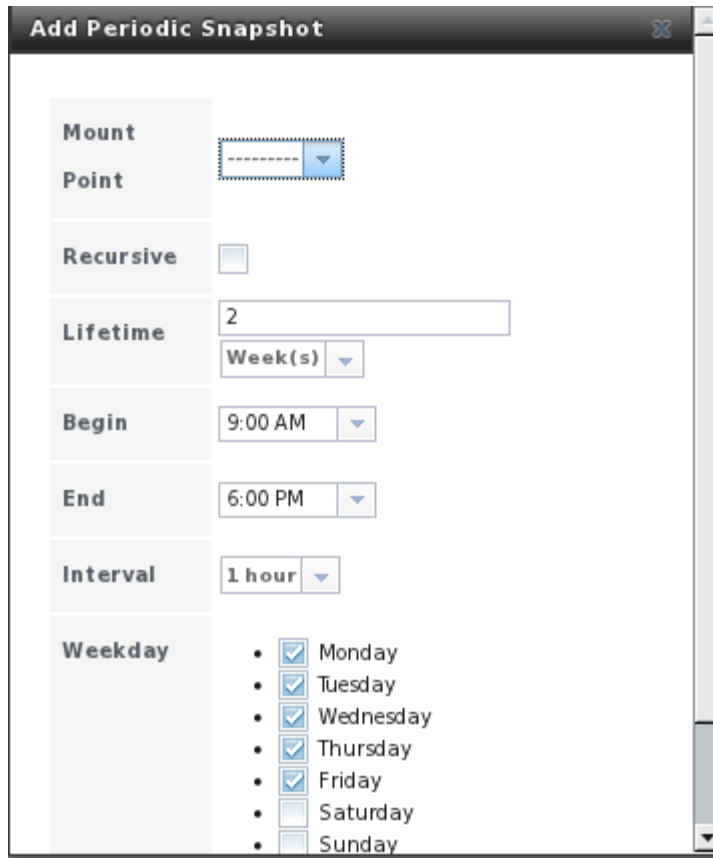 Add Periodic Snapshot
Mount
Point
---------
Recursive
Lifetime
2
Week(s)
Begin
9:00 AM
End
6:00 PM
Interval
1 hour
Weekday
Monday
Tuesday
Wednesday
Thursday
Friday
Saturday
Sunday